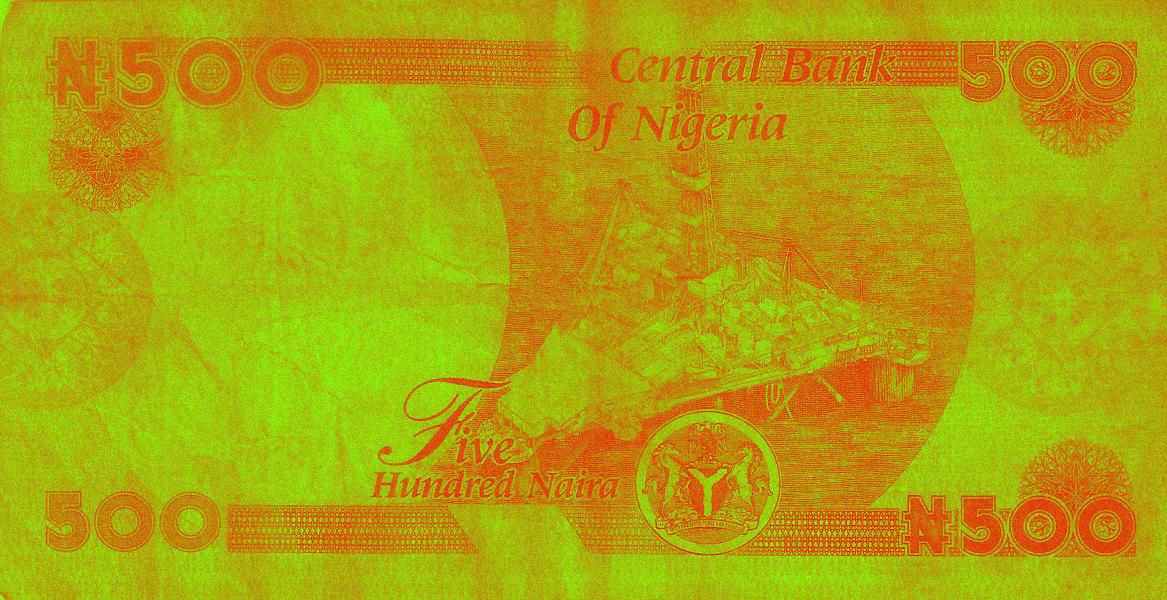 ₦500
Central Bank
Of Nigeria
500
Five
Hundred Naira
500
₦500